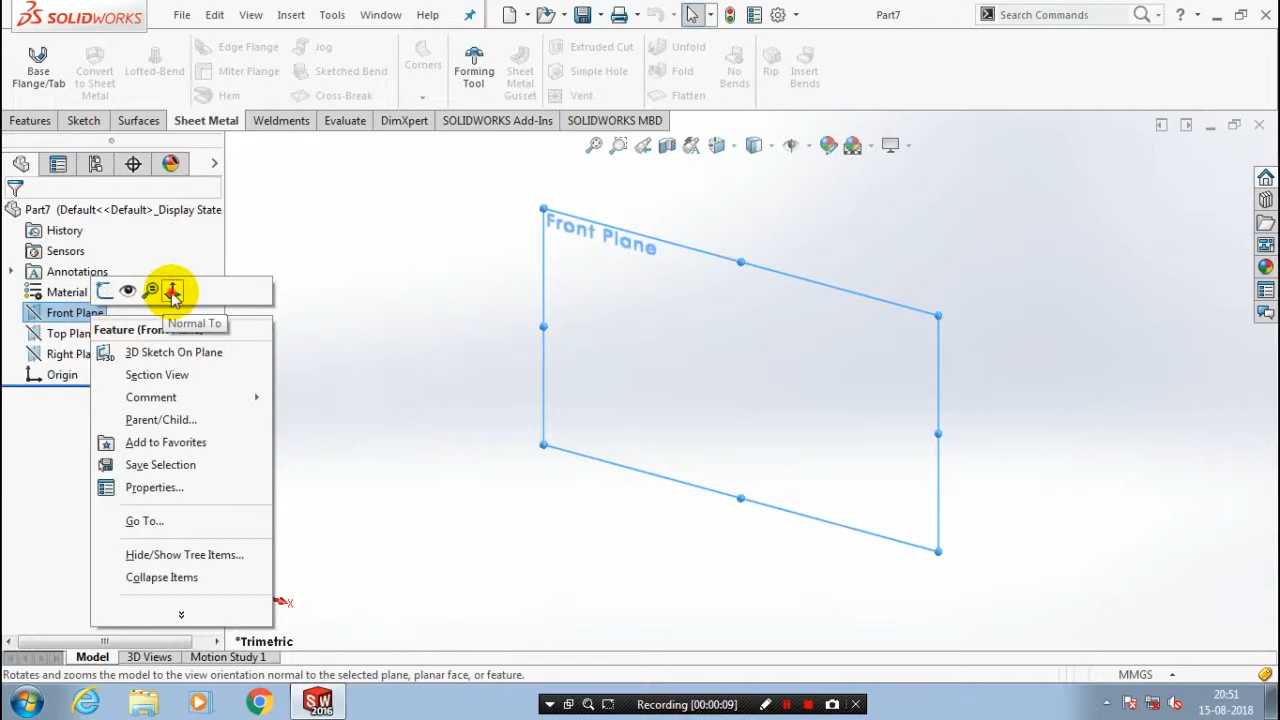 SOLIDWORKS File Edit View Insert Tools Window Help Part7 Search Commands ?
Base Flange/Tab
Convert to Sheet Metal
Lofted-Bend
Edge Flange
Miter Flange
Hem
Jog
Sketched Bend
Cross-Break
Corners
Forming Tool
Sheet Metal Gusset
Extruded Cut
Simple Hole
Vent
Unfold
Fold
Flatten
No Bends
Rip
Insert Bends
Features Sketch Surfaces Sheet Metal Weldments Evaluate DimXpert SOLIDWORKS Add-Ins SOLIDWORKS MBD
Part7 (Default<<Default>_Display State
History
Sensors
Annotations
Material
Front Plane
Normal To
Feature (Fron
Top Plan
Right Pla
Origin
3D Sketch On Plane
Section View
Comment
Parent/Child...
Add to Favorites
Save Selection
Properties...
Go To...
Hide/Show Tree Items...
Collapse Items
Front Plane
X
*Trimetric
Model 3D Views Motion Study 1
Rotates and zooms the model to the view orientation normal to the selected plane, planar face, or feature. MMGS
SW 2016
Recording [00:00:09]
20:51
15-08-2018